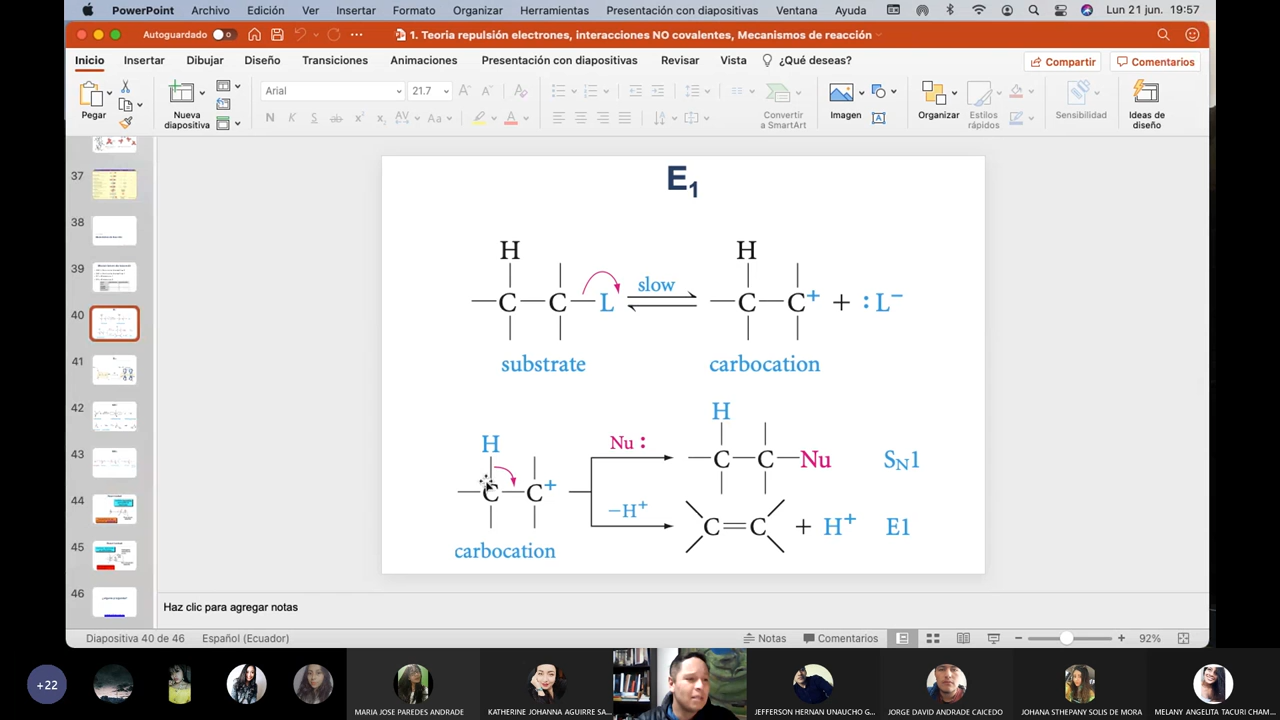 PowerPoint Archivo Edición Ver Insertar Formato Organizar Herramientas Presentación con diapositivas Ventana Ayuda Lun 21 jun. 19:57
Autoguardado 1. Teoria repulsión electrones, interacciones NO covalentes, Mecanismos de reacción
Inicio Insertar Dibujar Diseño Transiciones Animaciones Presentación con diapositivas Revisar Vista ¿Qué deseas? Compartir Comentarios
Arial 21.7
Pegar Nueva diapositiva N K S Aa Convertir a SmartArt Imagen Organizar Estilos rápidos Sensibilidad Ideas de diseño
37
38
39
40
41
42
43
44
45
46
E1
H H
slow
C C L C C+ + :L−
substrate carbocation
H
H Nu: C C Nu SN1
C C+
−H+ C C + H+ E1
carbocation
Haz clic para agregar notas
Diapositiva 40 de 46 Español (Ecuador) Notas Comentarios 92%
+22
MARIA JOSE PAREDES ANDRADE KATHERINE JOHANNA AGUIRRE SA... JEFFERSON HERNAN UNAUCHO G... JORGE DAVID ANDRADE CAICEDO JOHANA STHEPANY SOLIS DE MORA MELANY ANGELITA TACURI CHAM...